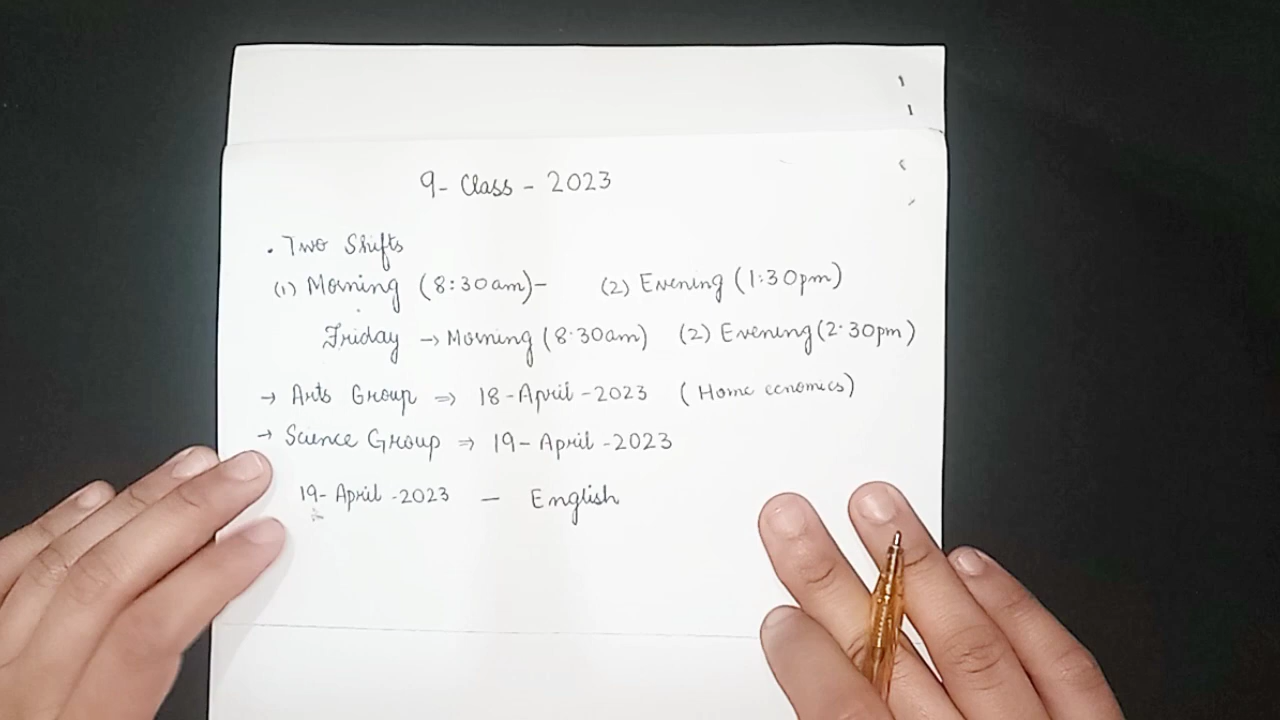 9- Class - 2023
. Two Shifts
(1) Morning (8:30am)-    (2) Evening (1:30pm)
Friday → Morning (8.30am)    (2) Evening (2.30pm)
→ Arts Group ⇒ 18-April-2023    (Home ecnomics)
→ Science Group ⇒ 19-April-2023
19-April-2023 — English